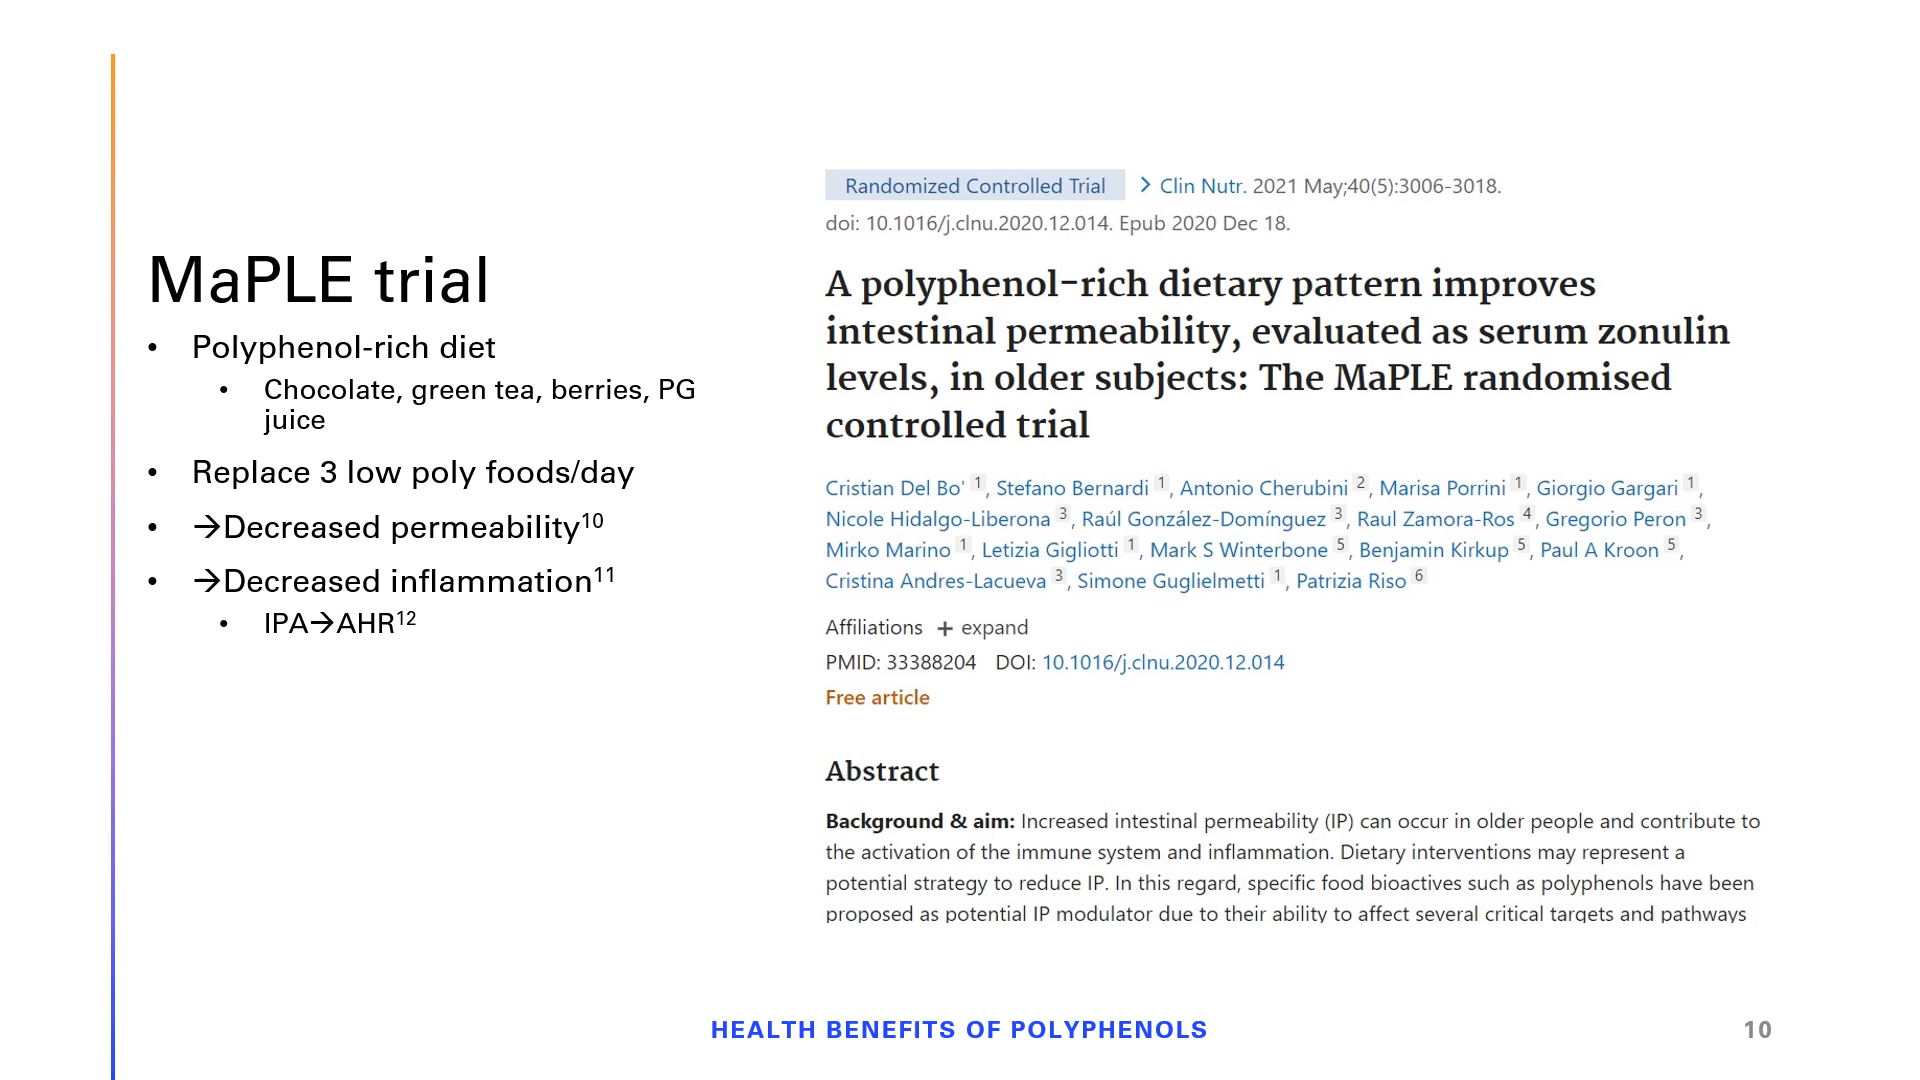 MaPLE trial
• Polyphenol-rich diet
• Chocolate, green tea, berries, PG
juice
• Replace 3 low poly foods/day
• →Decreased permeability10
• →Decreased inflammation11
• IPA→AHR12
Randomized Controlled Trial > Clin Nutr. 2021 May;40(5):3006-3018.
doi: 10.1016/j.clnu.2020.12.014. Epub 2020 Dec 18.
A polyphenol-rich dietary pattern improves
intestinal permeability, evaluated as serum zonulin
levels, in older subjects: The MaPLE randomised
controlled trial
Cristian Del Bo' 1, Stefano Bernardi 1, Antonio Cherubini 2, Marisa Porrini 1, Giorgio Gargari 1,
Nicole Hidalgo-Liberona 3, Raúl González-Domínguez 3, Raul Zamora-Ros 4, Gregorio Peron 3,
Mirko Marino 1, Letizia Gigliotti 1, Mark S Winterbone 5, Benjamin Kirkup 5, Paul A Kroon 5,
Cristina Andres-Lacueva 3, Simone Guglielmetti 1, Patrizia Riso 6
Affiliations + expand
PMID: 33388204 DOI: 10.1016/j.clnu.2020.12.014
Free article
Abstract
Background & aim: Increased intestinal permeability (IP) can occur in older people and contribute to
the activation of the immune system and inflammation. Dietary interventions may represent a
potential strategy to reduce IP. In this regard, specific food bioactives such as polyphenols have been
proposed as potential IP modulator due to their ability to affect several critical targets and pathways
HEALTH BENEFITS OF POLYPHENOLS
10